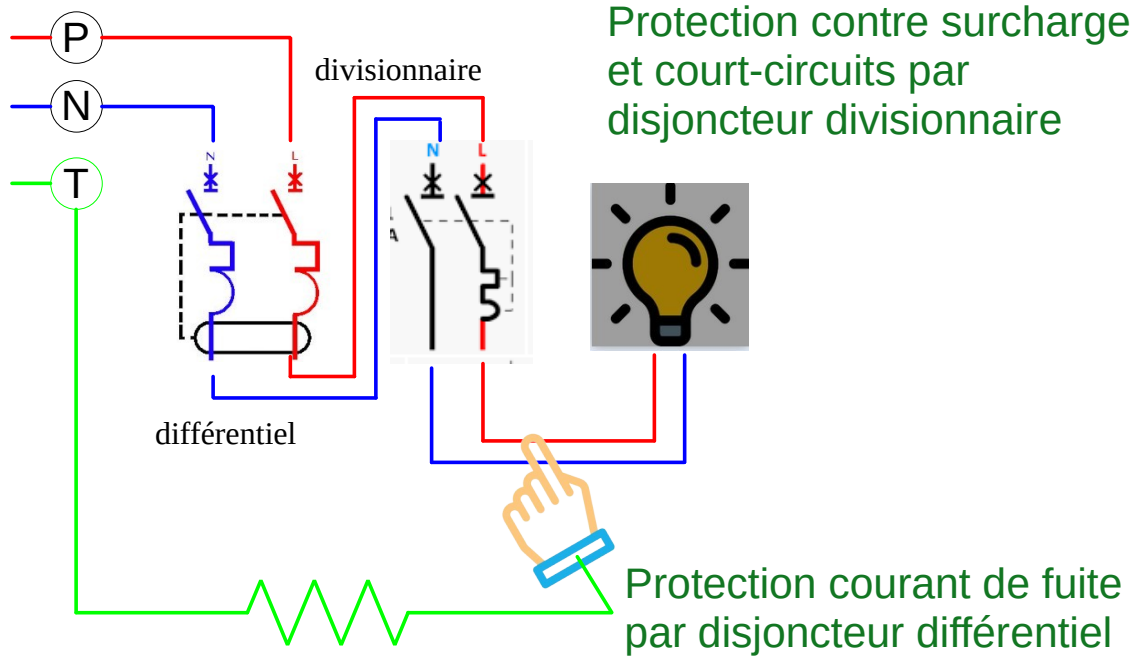 Protection contre surcharge
et court-circuits par
disjoncteur divisionnaire
P
divisionnaire
N
T
N
L
N
L
A
différentiel
Protection courant de fuite
par disjoncteur différentiel